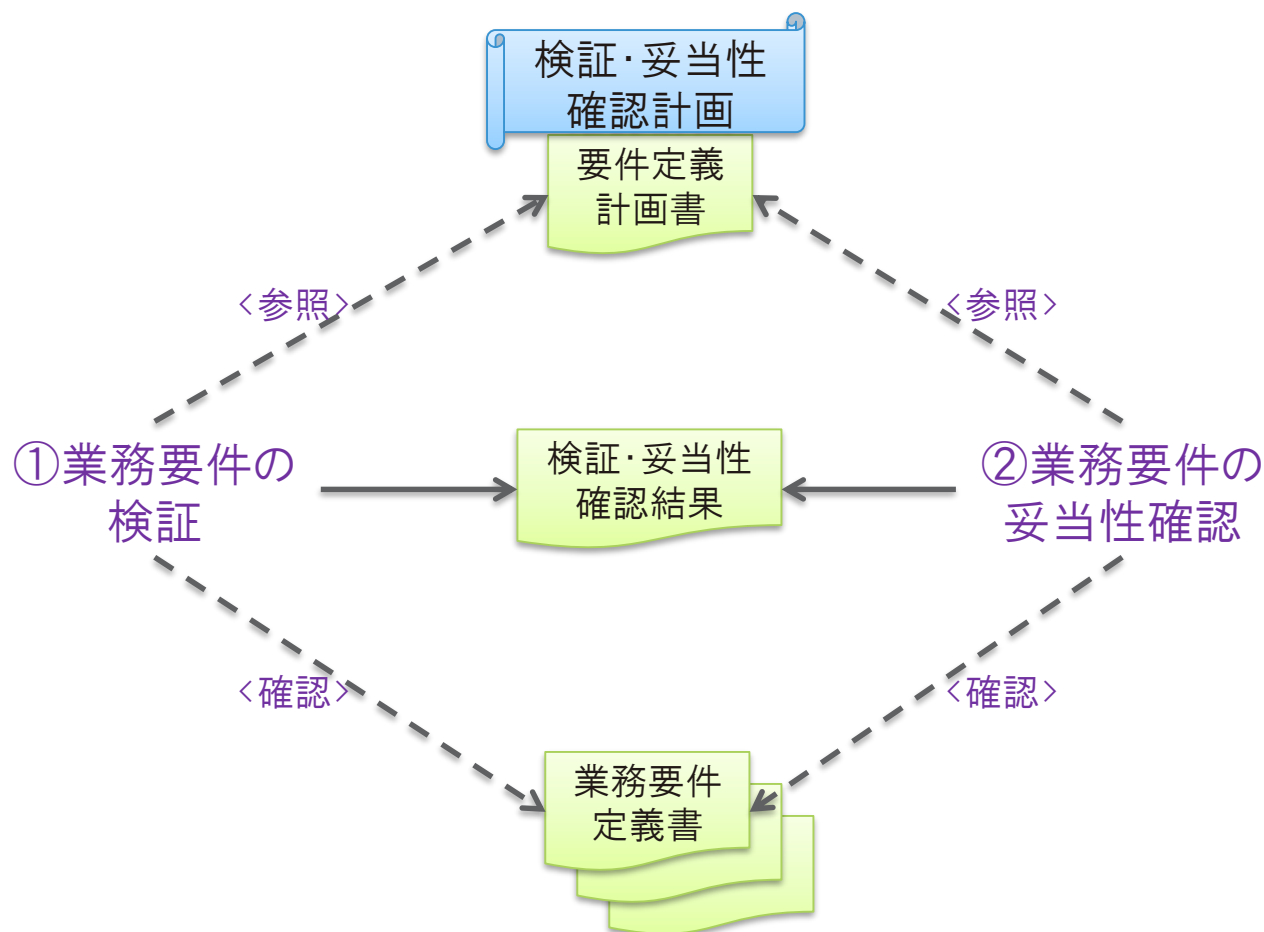 検証・妥当性
確認計画
要件定義
計画書
<参照>
<参照>
①業務要件の
検証
検証・妥当性
確認結果
②業務要件の
妥当性確認
<確認>
<確認>
業務要件
定義書